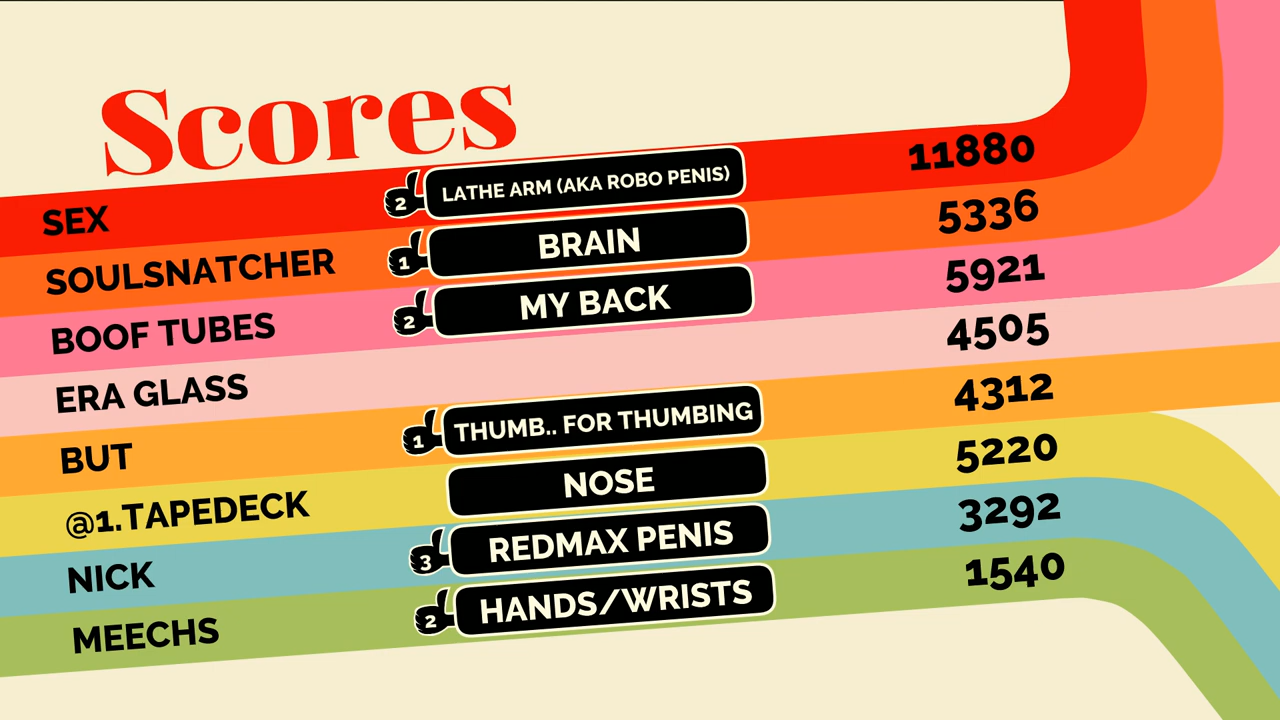 Scores
SEX 2 LATHE ARM (AKA ROBO PENIS) 11880
SOULSNATCHER 1 BRAIN 5336
BOOF TUBES 2 MY BACK 5921
ERA GLASS 4505
BUT 1 THUMB.. FOR THUMBING 4312
@1.TAPEDECK NOSE 5220
NICK 3 REDMAX PENIS 3292
MEECHS 2 HANDS/WRISTS 1540